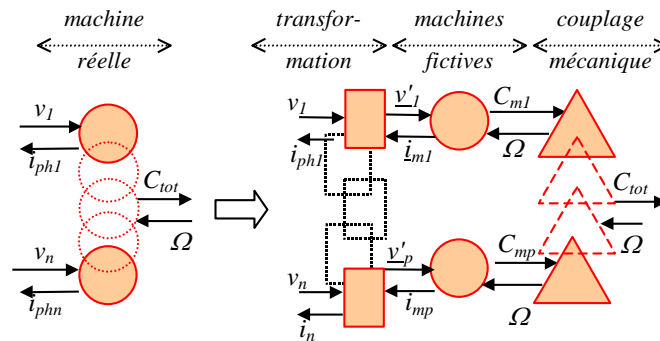 machine
réelle
transfor-
mation
machines
fictives
couplage
mécanique
v1
iph1
Ctot
Ω
vn
iphn
v1
iph1
v'1
im1
Cm1
Ω
Ctot
Ω
vn
in
v'p
imp
Cmp
Ω